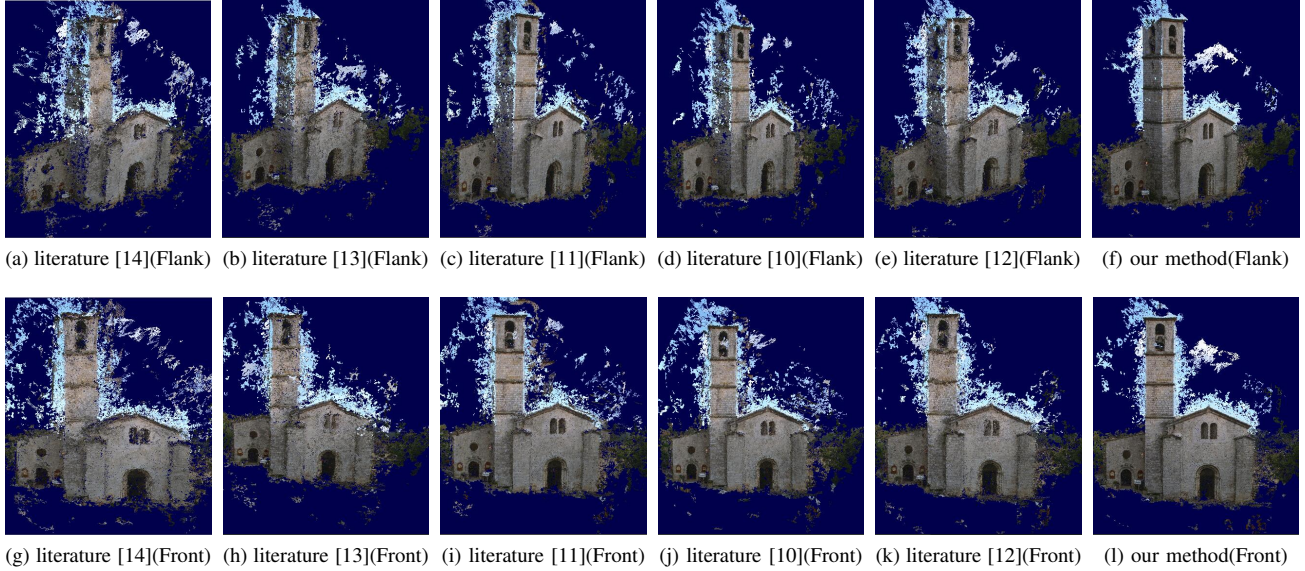 (a) literature [14](Flank) (b) literature [13](Flank) (c) literature [11](Flank) (d) literature [10](Flank) (e) literature [12](Flank) (f) our method(Flank)
(g) literature [14](Front) (h) literature [13](Front) (i) literature [11](Front) (j) literature [10](Front) (k) literature [12](Front) (l) our method(Front)